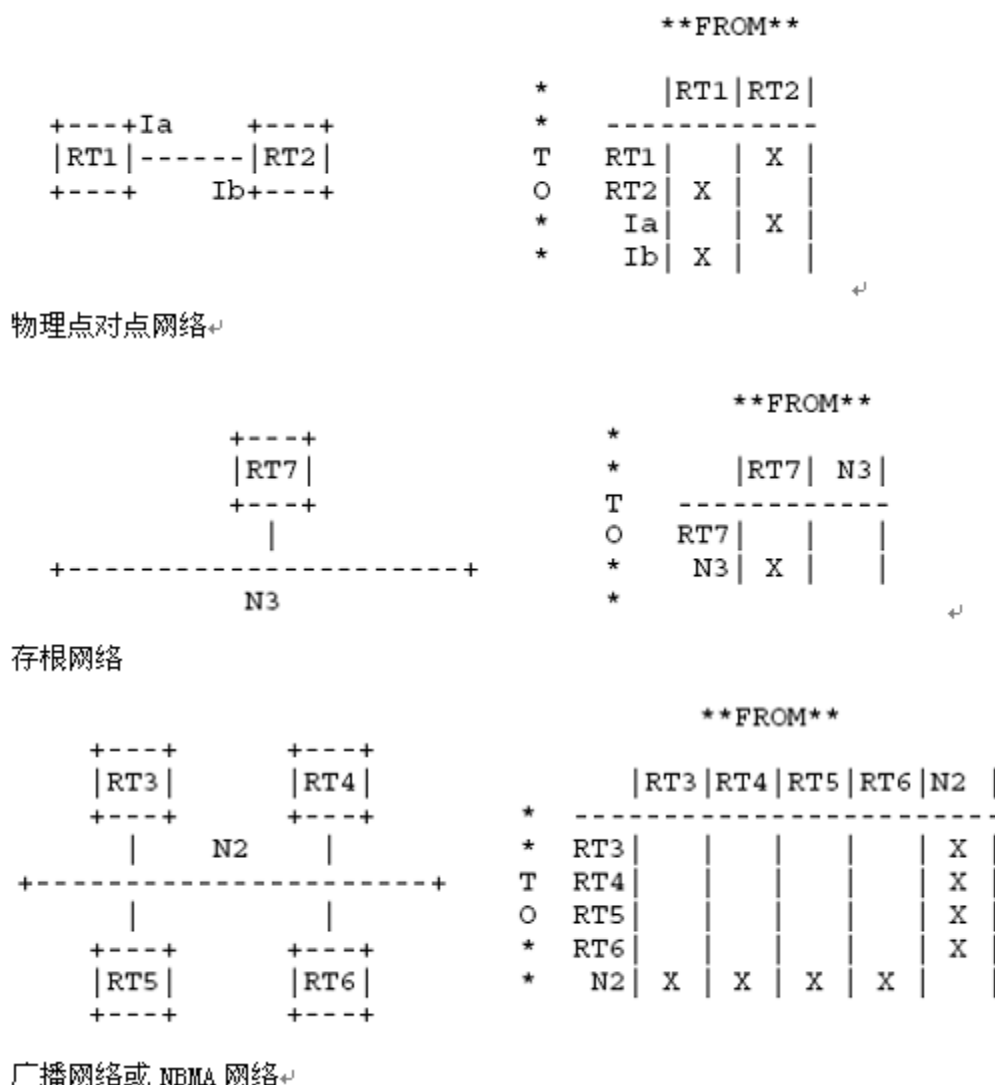 **FROM**
                             *       |RT1|RT2|
  +---+Ia     +---+          *    ------------
  |RT1|------|RT2|           T    RT1|   | X |
  +---+    Ib+---+           O    RT2| X |   |
                             *     Ia|   | X |
                             *     Ib| X |   |
物理点对点网络
                                        **FROM**
            +---+                 *
            |RT7|                 *      |RT7| N3|
            +---+                 T    ------------
              |                   O    RT7|   |   |
  +-----------------------+       *     N3| X |   |
             N3                   *
存根网络
                                      **FROM**
    +---+      +---+
    |RT3|      |RT4|               |RT3|RT4|RT5|RT6|N2 |
    +---+      +---+          *  ------------------------
      |    N2    |            *  RT3|   |   |   |   | X |
+----------------------+      T  RT4|   |   |   |   | X |
      |          |            O  RT5|   |   |   |   | X |
    +---+      +---+          *  RT6|   |   |   |   | X |
    |RT5|      |RT6|          *   N2| X | X | X | X |   |
    +---+      +---+
广播网络或 NBMA 网络